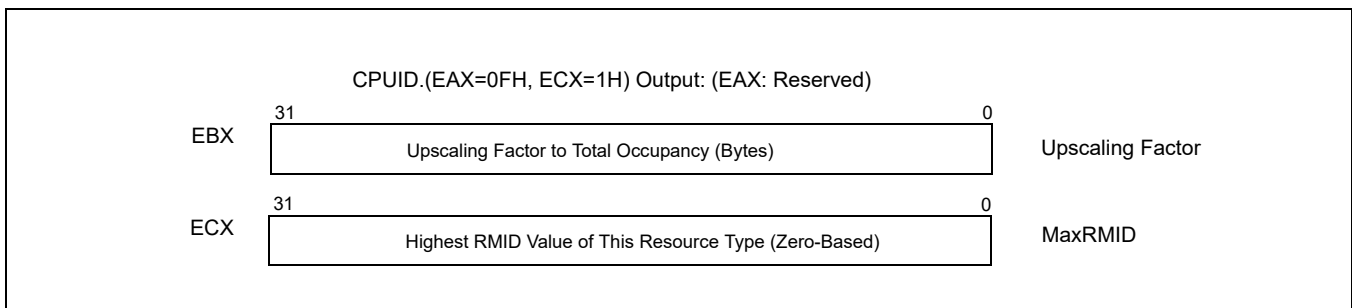 CPUID.(EAX=0FH, ECX=1H) Output: (EAX: Reserved)
31 0
EBX Upscaling Factor to Total Occupancy (Bytes) Upscaling Factor
31 0
ECX Highest RMID Value of This Resource Type (Zero-Based) MaxRMID